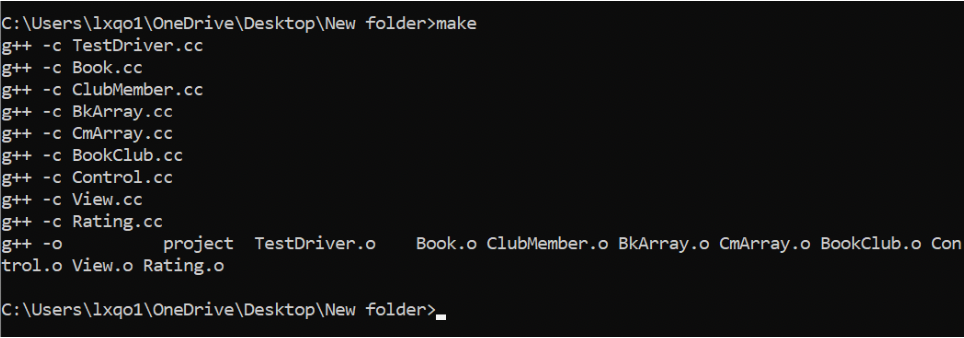 C:\Users\lxqo1\OneDrive\Desktop\New folder>make
g++ -c TestDriver.cc
g++ -c Book.cc
g++ -c ClubMember.cc
g++ -c BkArray.cc
g++ -c CmArray.cc
g++ -c BookClub.cc
g++ -c Control.cc
g++ -c View.cc
g++ -c Rating.cc
g++ -o          project  TestDriver.o    Book.o ClubMember.o BkArray.o CmArray.o BookClub.o Con
trol.o View.o Rating.o
C:\Users\lxqo1\OneDrive\Desktop\New folder>